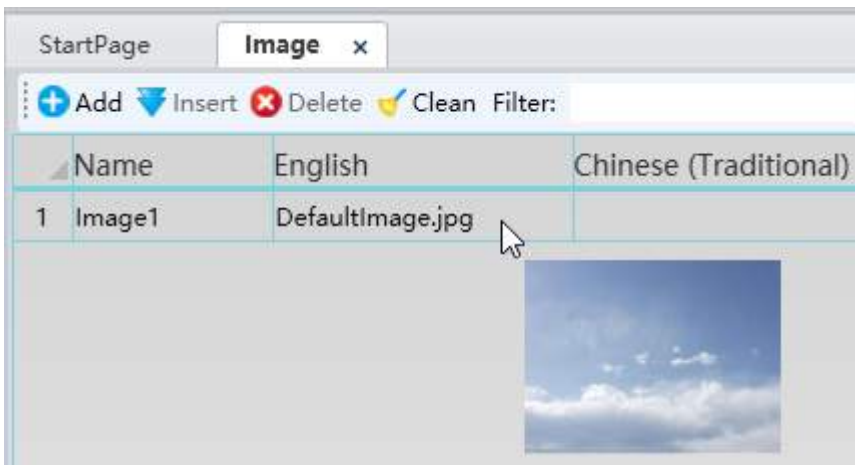 StartPage Image x
Add Insert Delete Clean Filter:
Name English Chinese (Traditional)
1 Image1 DefaultImage.jpg